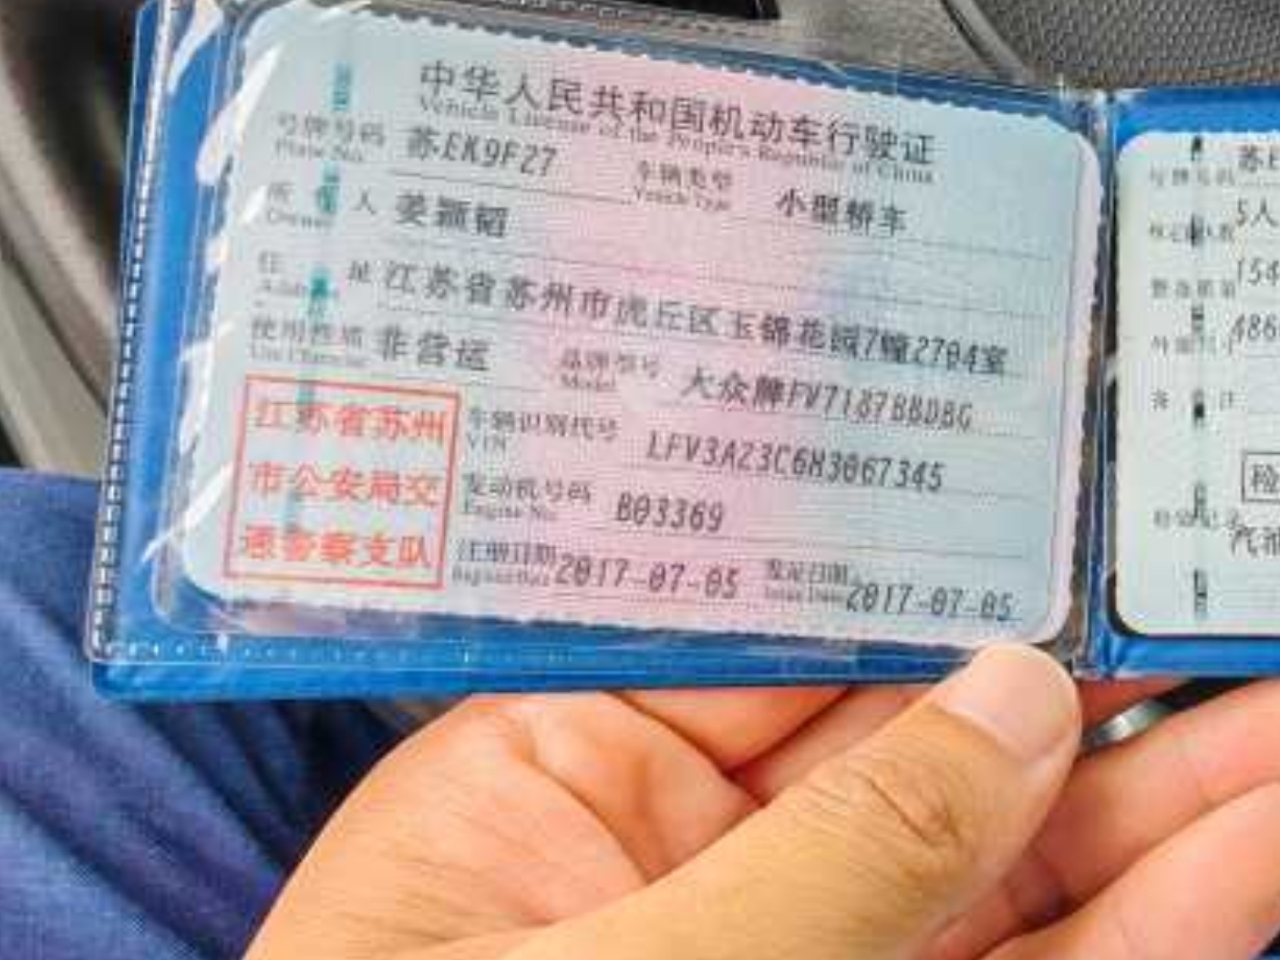 中华人民共和国机动车行驶证
Vehicle License of the People's Republic of China
号牌号码 苏EK9F27 车辆类型 小型轿车
Plate No. Vehicle Type
所有人 姜颖韬
Owner
住址 江苏省苏州市虎丘区玉锦花园7幢2704室
Address
使用性质 非营运 品牌型号 大众牌FV7187BBDBG
Use Character Model
江苏省苏州
市公安局交
通警察支队
车辆识别代号 LFV3A23C6H3067345
VIN
发动机号码 B03369
Engine No.
注册日期 2017-07-05 发证日期 2017-07-05
Register Date Issue Date
号牌号码 苏E
5人
154
486
备注
检
汽油